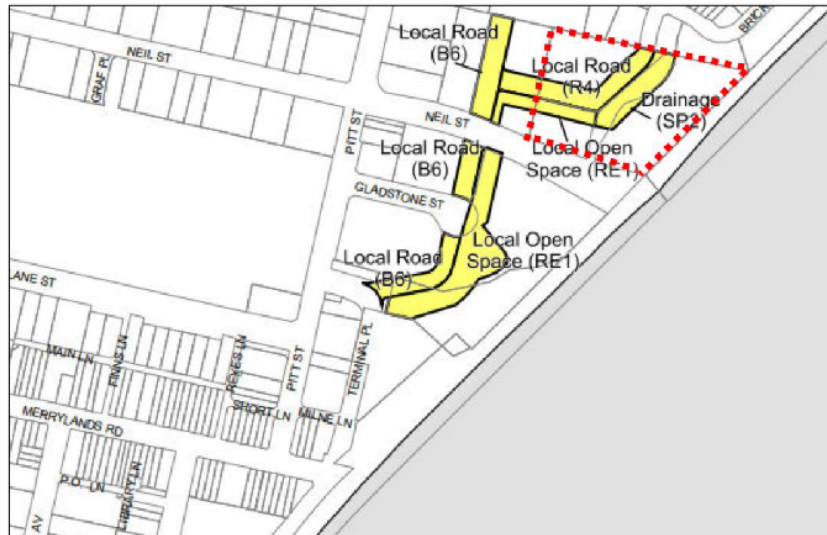 Local Road
(B6)
BRICK
NEIL ST
GRAF PL
Local Road
(R4)
Drainage
(SP2)
PITT ST
NEIL ST
Local Road
(B6)
Local Open
Space (RE1)
GLADSTONE ST
Local Open
Space (RE1)
Local Road
(B6)
LANE ST
MAIN LN
FINNS LN
REYES LN
PITT ST
TERMINAL PL
SHORT LN
MILNE LN
MERRYLANDS RD
P.O. LN
LIBRARY LN
AV